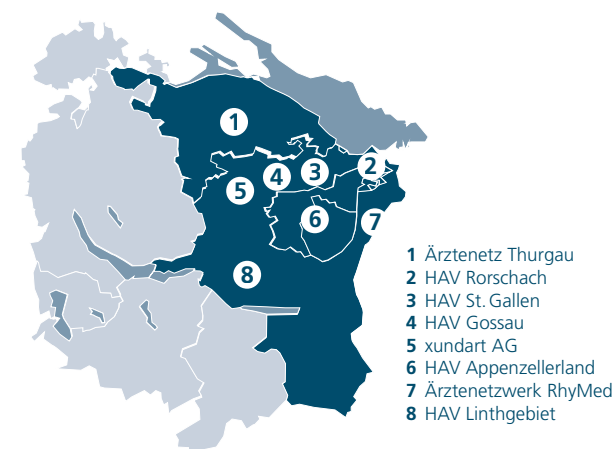 1
2
3
4
5
6
7
8
1 Ärztenetz Thurgau
2 HAV Rorschach
3 HAV St. Gallen
4 HAV Gossau
5 xundart AG
6 HAV Appenzellerland
7 Ärztenetzwerk RhyMed
8 HAV Linthgebiet